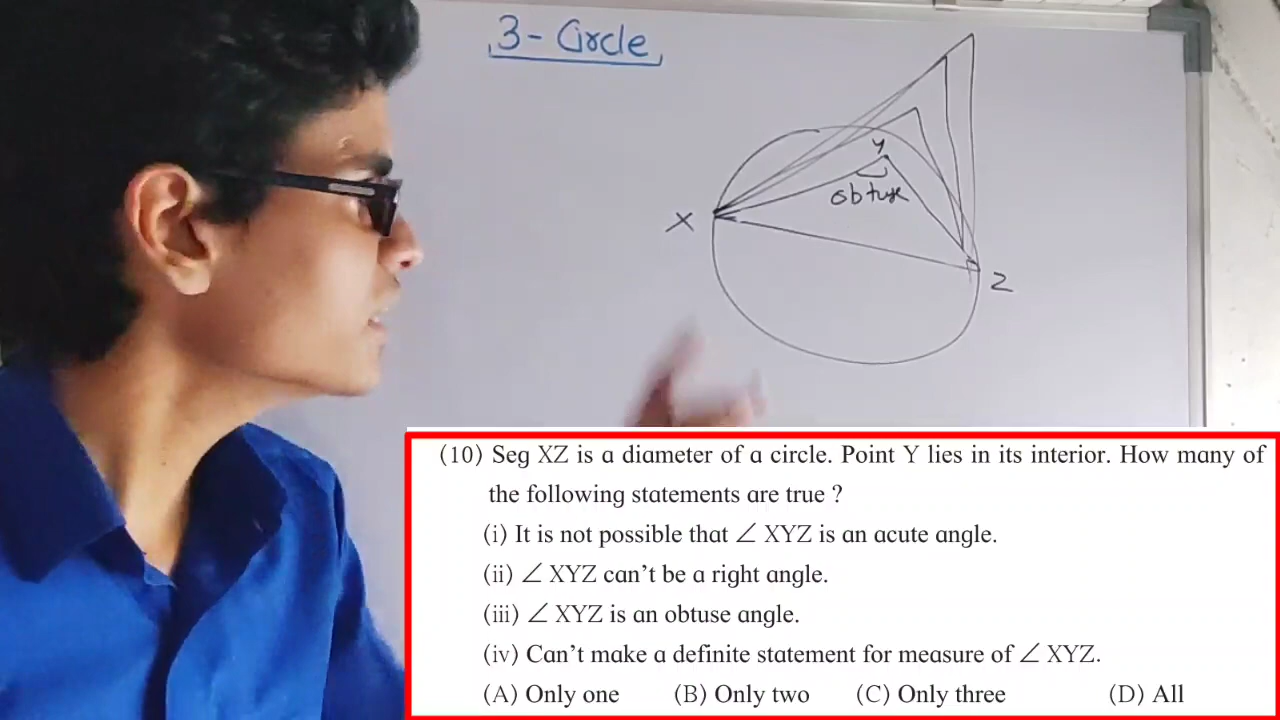 3- Circle
Y
obtuse
X
Z
(10) Seg XZ is a diameter of a circle. Point Y lies in its interior. How many of
the following statements are true ?
(i) It is not possible that ∠ XYZ is an acute angle.
(ii) ∠ XYZ can't be a right angle.
(iii) ∠ XYZ is an obtuse angle.
(iv) Can't make a definite statement for measure of ∠ XYZ.
(A) Only one (B) Only two (C) Only three (D) All